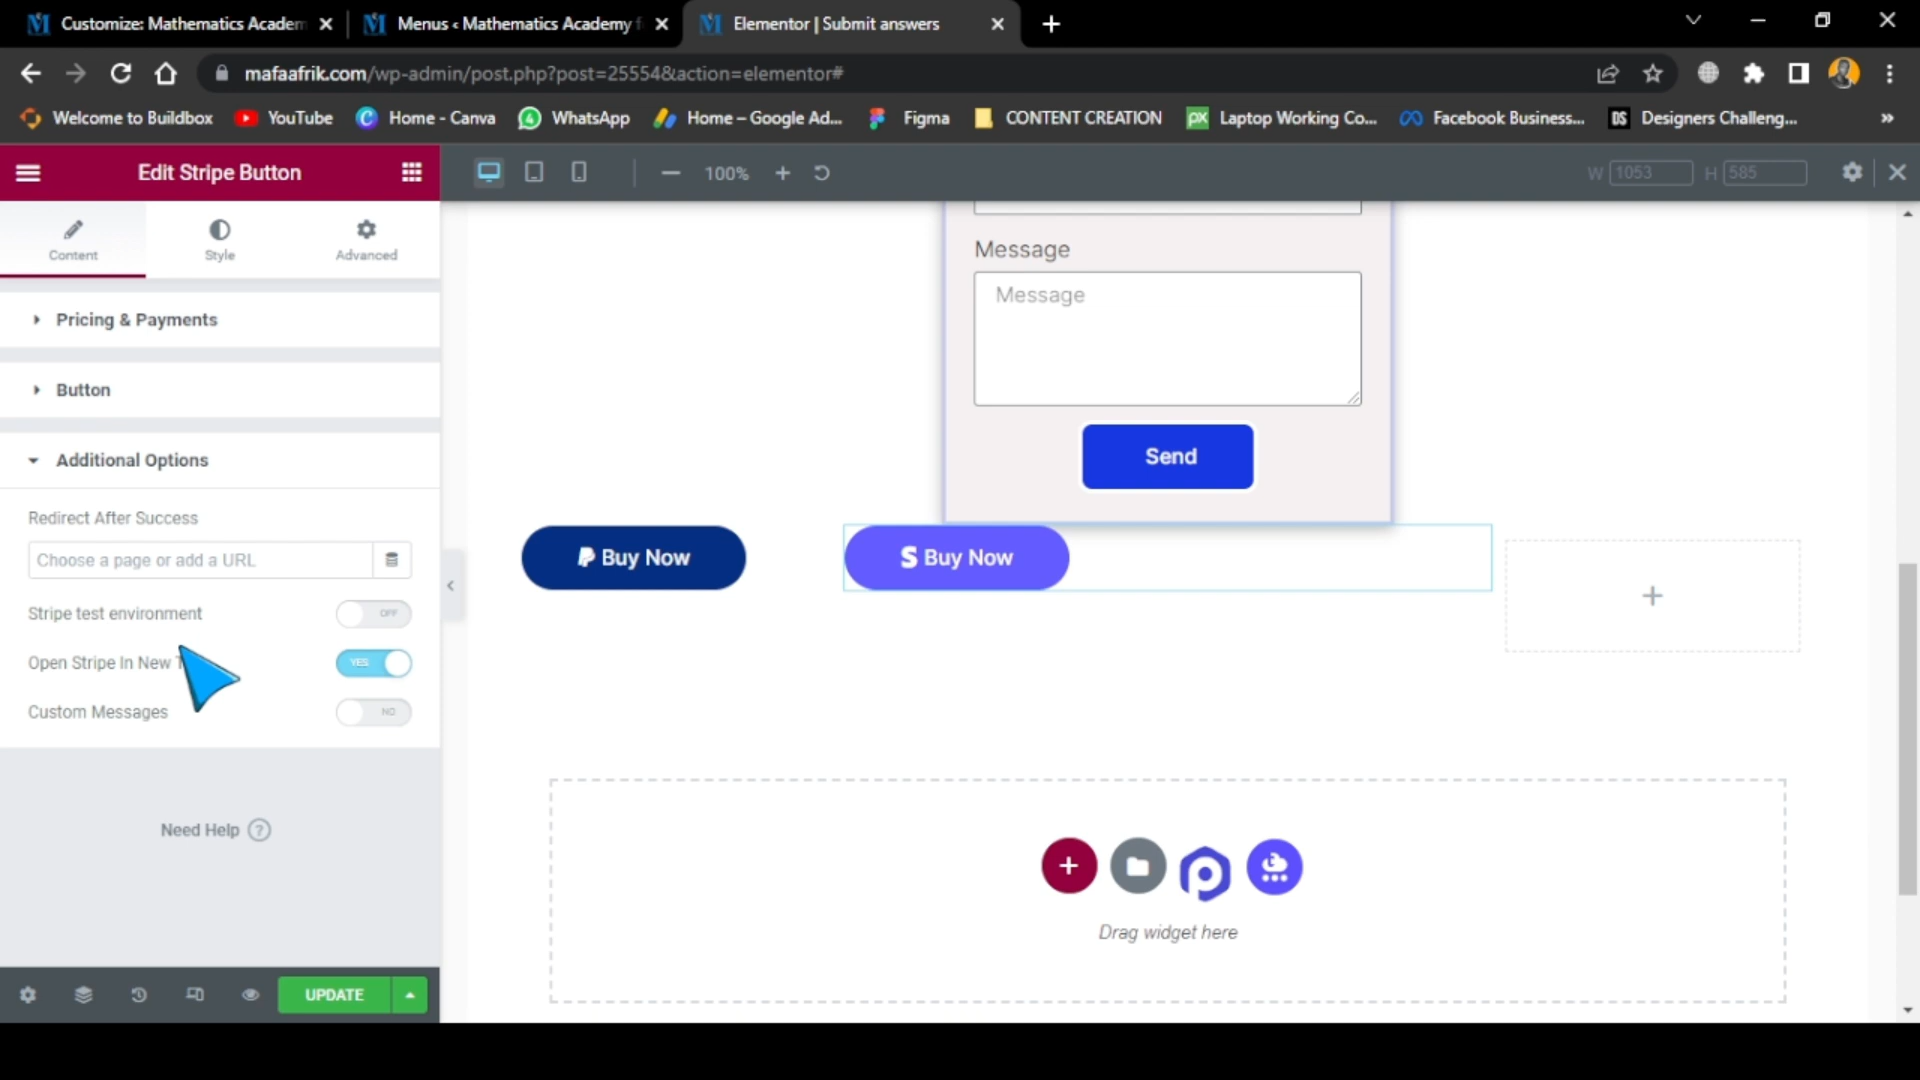 Customize: Mathematics Academ
Menus ‹ Mathematics Academy f
Elementor | Submit answers
mafaafrik.com/wp-admin/post.php?post=25554&action=elementor#
Welcome to Buildbox
YouTube
Home - Canva
WhatsApp
Home – Google Ad...
Figma
CONTENT CREATION
Laptop Working Co...
Facebook Business...
DS
Designers Challeng...
»
Edit Stripe Button
100%
W 1053
H 585
Content
Style
Advanced
Pricing & Payments
Button
Additional Options
Redirect After Success
Choose a page or add a URL
Stripe test environment
OFF
Open Stripe In New
YES
Custom Messages
NO
Need Help ?
UPDATE
Message
Message
Send
Buy Now
Buy Now
Drag widget here